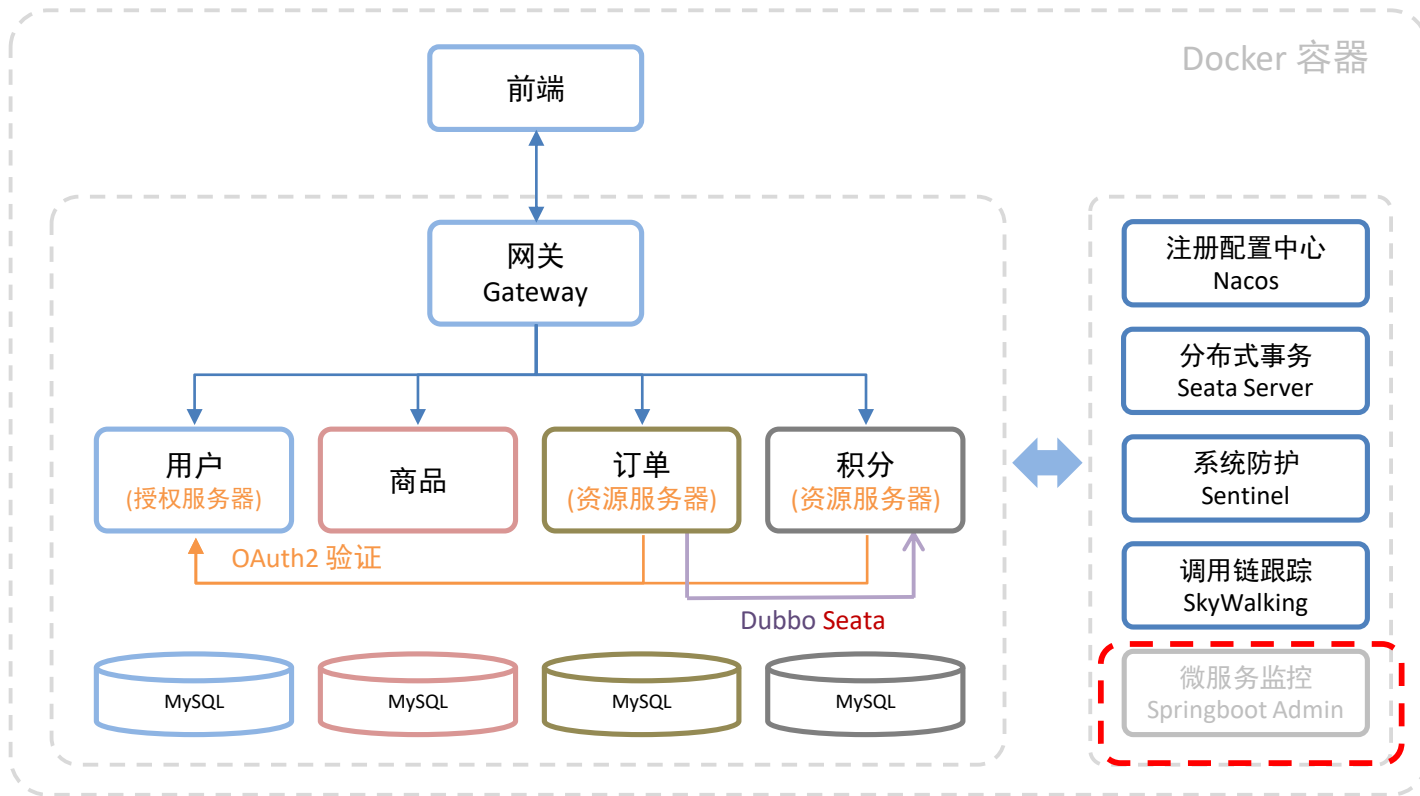 Docker 容器
前端
网关
Gateway
用户
(授权服务器)
商品
订单
(资源服务器)
积分
(资源服务器)
OAuth2 验证
Dubbo Seata
MySQL
MySQL
MySQL
MySQL
注册配置中心
Nacos
分布式事务
Seata Server
系统防护
Sentinel
调用链跟踪
SkyWalking
微服务监控
Springboot Admin